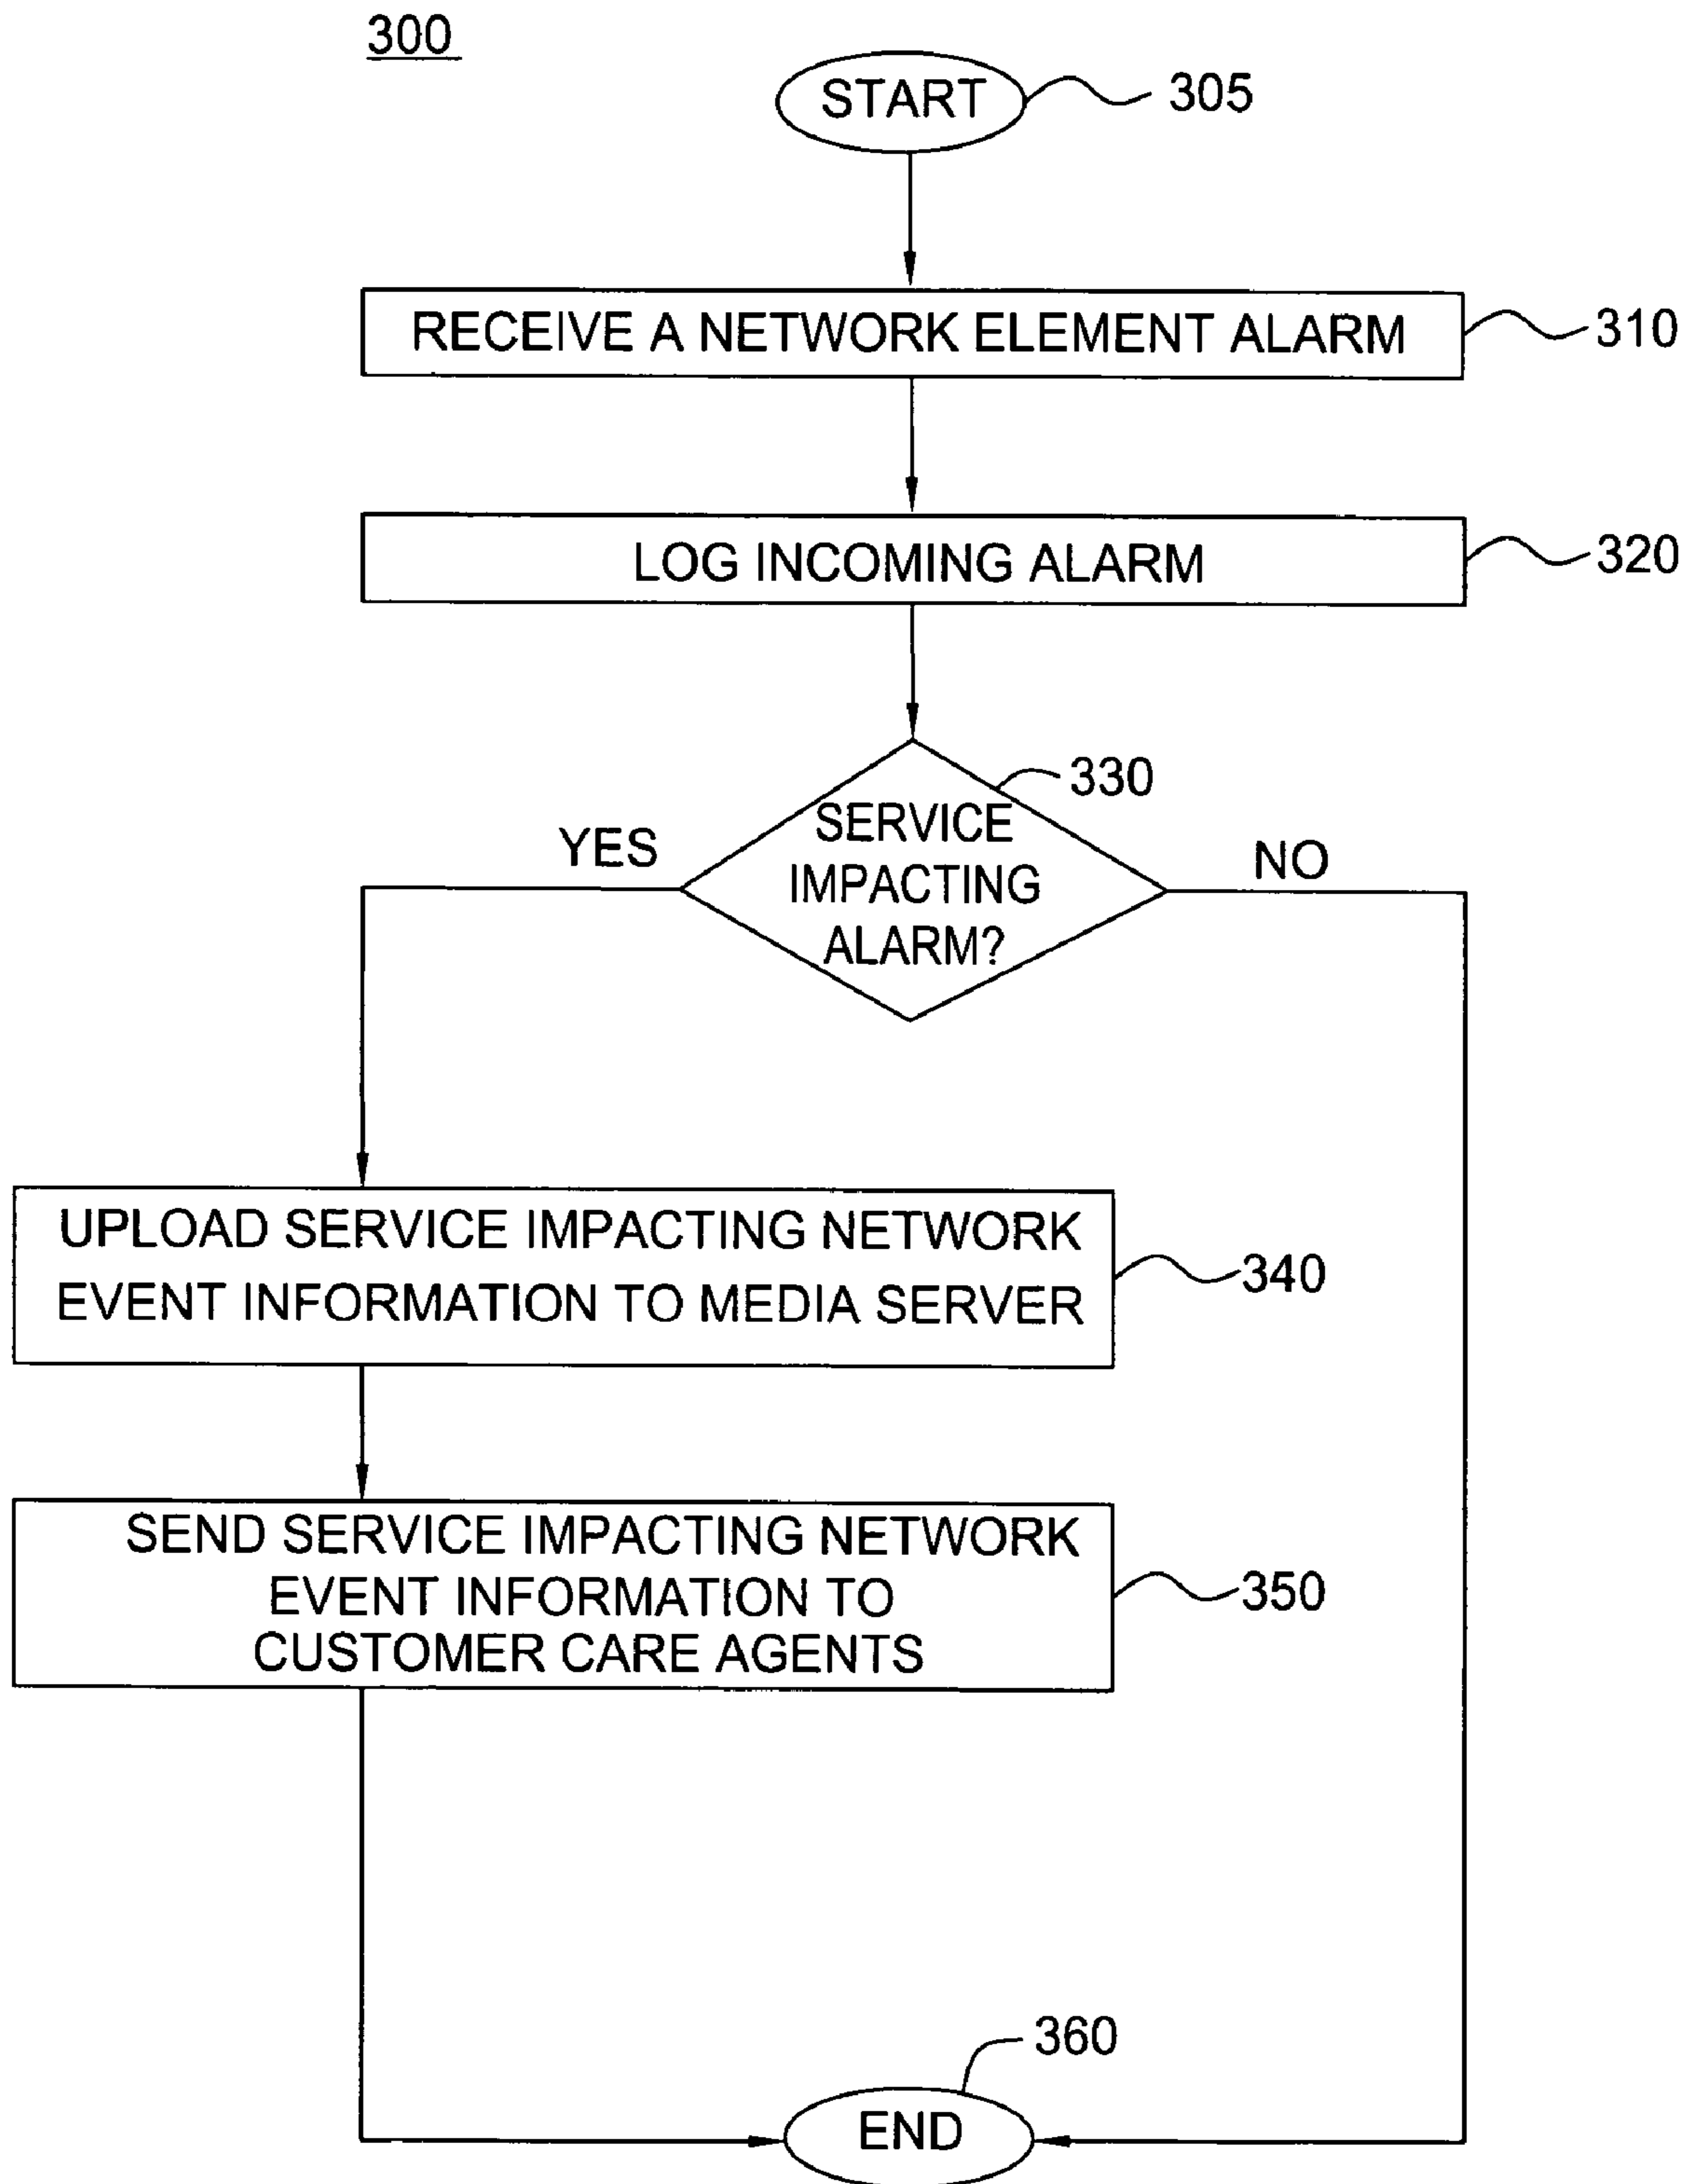 300
START
305
RECEIVE A NETWORK ELEMENT ALARM
310
LOG INCOMING ALARM
320
330
SERVICE
IMPACTING
ALARM?
YES
NO
UPLOAD SERVICE IMPACTING NETWORK
EVENT INFORMATION TO MEDIA SERVER
340
SEND SERVICE IMPACTING NETWORK
EVENT INFORMATION TO
CUSTOMER CARE AGENTS
350
360
END